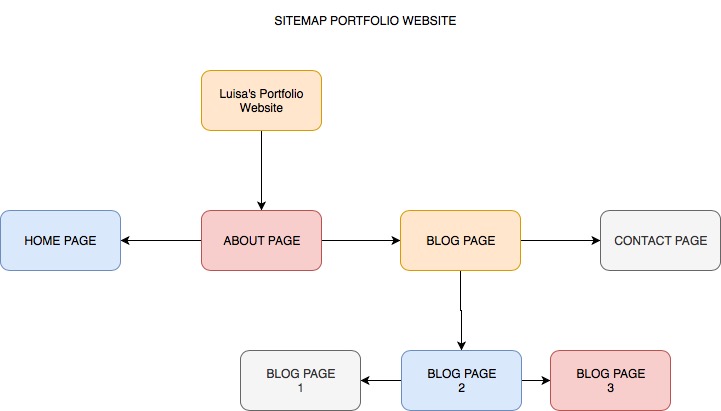 SITEMAP PORTFOLIO WEBSITE
Luisa's Portfolio
Website
HOME PAGE
ABOUT PAGE
BLOG PAGE
CONTACT PAGE
BLOG PAGE
1
BLOG PAGE
2
BLOG PAGE
3